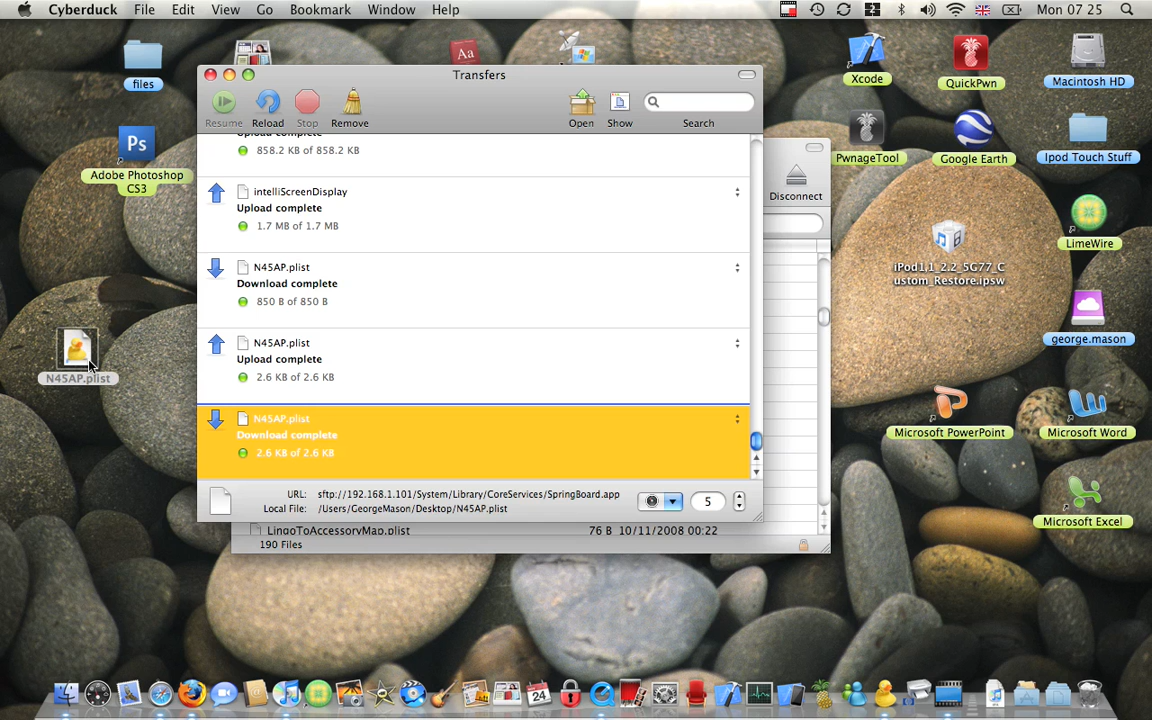 Cyberduck File Edit View Go Bookmark Window Help Mon 07 25
files
Ps
Adobe Photoshop
CS3
N45AP.plist
Aa
Transfers
Resume Reload Stop Remove Open Show Search
Upload complete
858.2 KB of 858.2 KB
intelliScreenDisplay
Upload complete
1.7 MB of 1.7 MB
N45AP.plist
Download complete
850 B of 850 B
N45AP.plist
Upload complete
2.6 KB of 2.6 KB
N45AP.plist
Download complete
2.6 KB of 2.6 KB
URL: sftp://192.168.1.101/System/Library/CoreServices/SpringBoard.app
Local File: /Users/GeorgeMason/Desktop/N45AP.plist
5
Disconnect
LingoToAccessoryMap.plist 76 B 10/11/2008 00:22
190 Files
Xcode
QuickPwn
Macintosh HD
PwnageTool
Google Earth
Ipod Touch Stuff
LimeWire
iPod1,1_2.2_5G77_C
ustom_Restore.ipsw
george.mason
Microsoft PowerPoint
Microsoft Word
Microsoft Excel